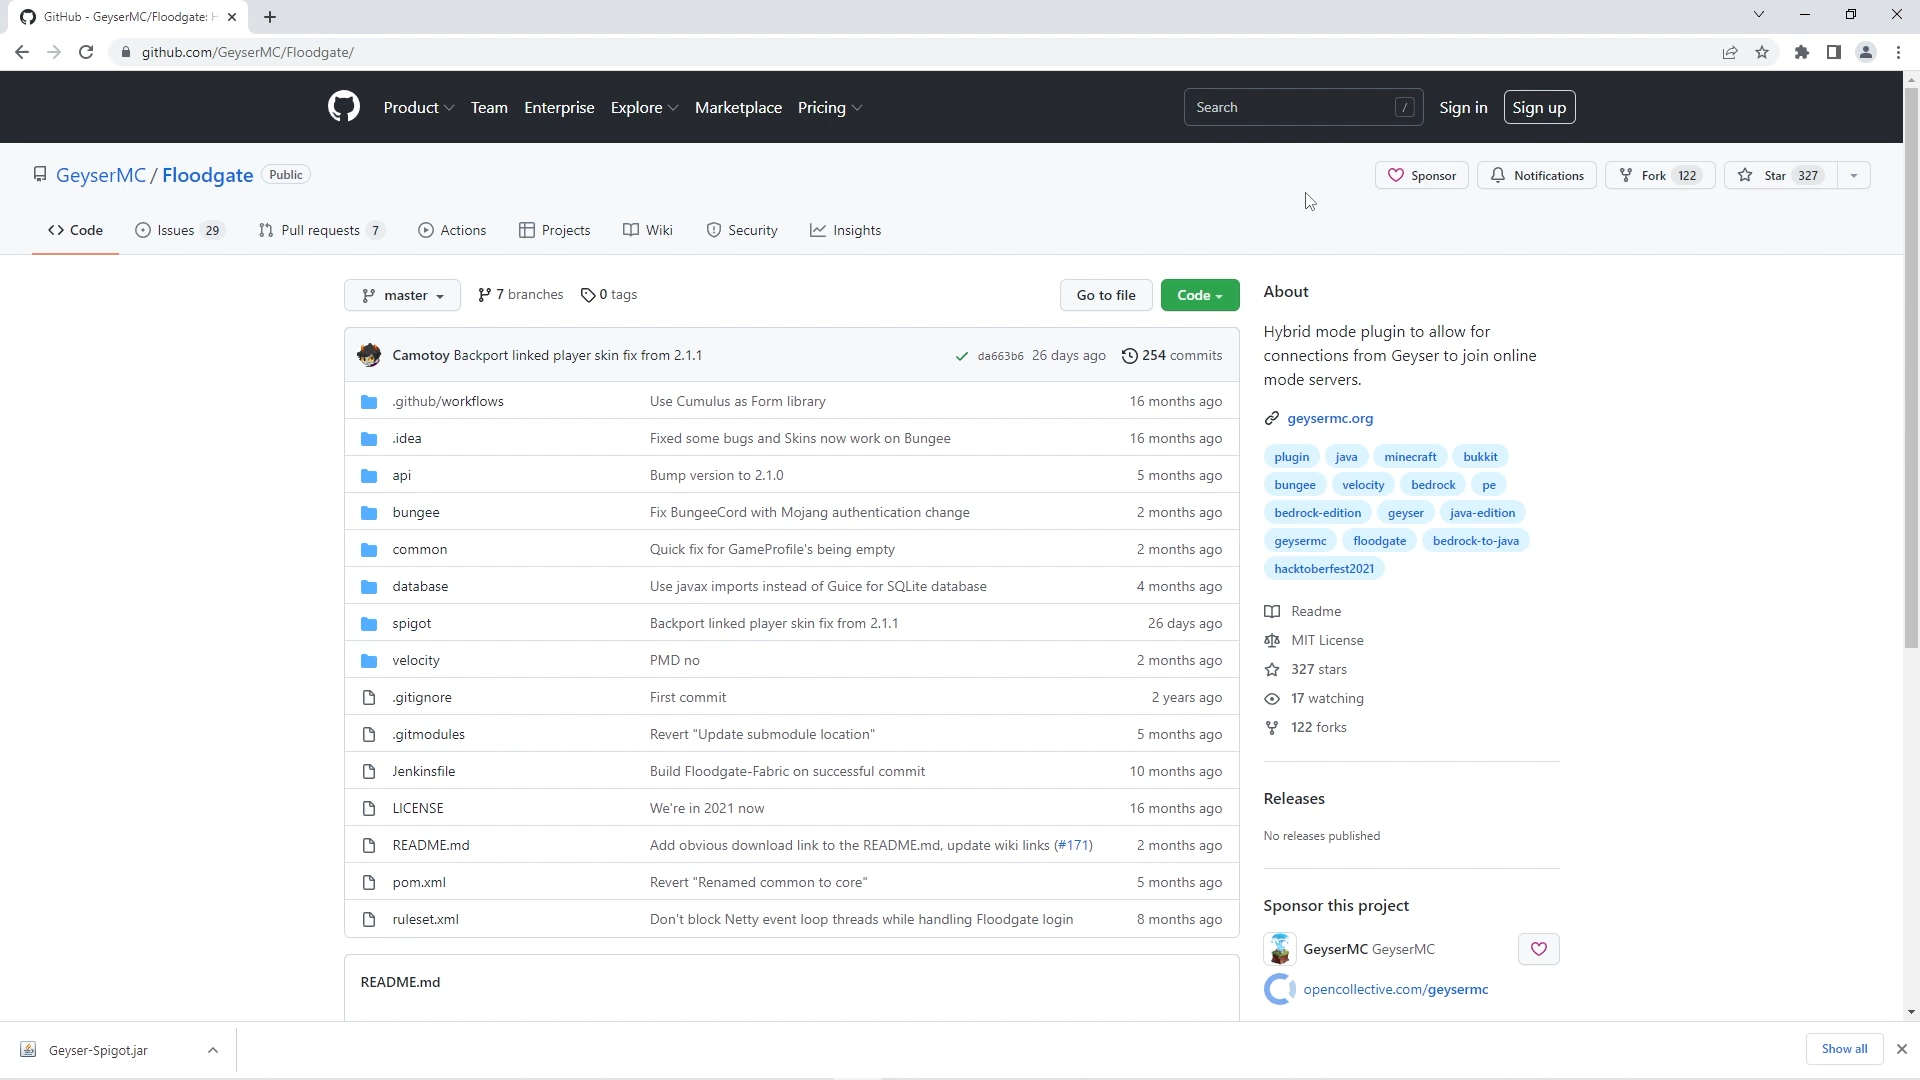 GitHub - GeyserMC/Floodgate: H
github.com/GeyserMC/Floodgate/
Product Team Enterprise Explore Marketplace Pricing Search / Sign in Sign up
GeyserMC / Floodgate Public Sponsor Notifications Fork 122 Star 327
Code Issues 29 Pull requests 7 Actions Projects Wiki Security Insights
master 7 branches 0 tags Go to file Code
Camotoy Backport linked player skin fix from 2.1.1 da663b6 26 days ago 254 commits
.github/workflows Use Cumulus as Form library 16 months ago
.idea Fixed some bugs and Skins now work on Bungee 16 months ago
api Bump version to 2.1.0 5 months ago
bungee Fix BungeeCord with Mojang authentication change 2 months ago
common Quick fix for GameProfile's being empty 2 months ago
database Use javax imports instead of Guice for SQLite database 4 months ago
spigot Backport linked player skin fix from 2.1.1 26 days ago
velocity PMD no 2 months ago
.gitignore First commit 2 years ago
.gitmodules Revert "Update submodule location" 5 months ago
Jenkinsfile Build Floodgate-Fabric on successful commit 10 months ago
LICENSE We're in 2021 now 16 months ago
README.md Add obvious download link to the README.md, update wiki links (#171) 2 months ago
pom.xml Revert "Renamed common to core" 5 months ago
ruleset.xml Don't block Netty event loop threads while handling Floodgate login 8 months ago
README.md
About
Hybrid mode plugin to allow for
connections from Geyser to join online
mode servers.
geysermc.org
plugin java minecraft bukkit
bungee velocity bedrock pe
bedrock-edition geyser java-edition
geysermc floodgate bedrock-to-java
hacktoberfest2021
Readme
MIT License
327 stars
17 watching
122 forks
Releases
No releases published
Sponsor this project
GeyserMC GeyserMC
opencollective.com/geysermc
Geyser-Spigot.jar Show all